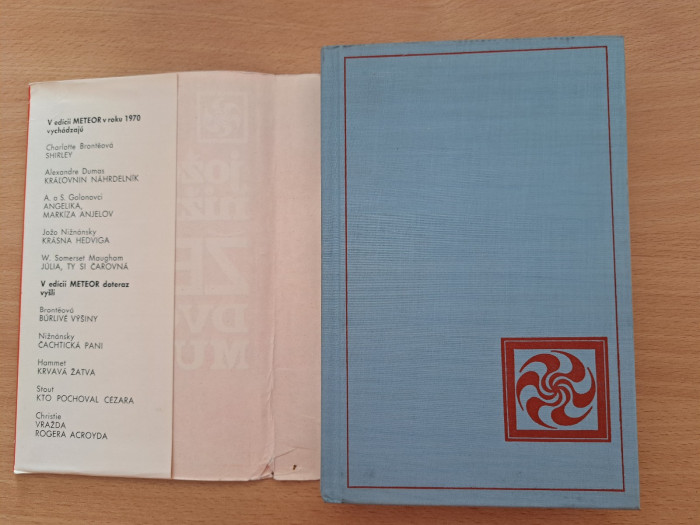 V edícii METEOR v roku 1970
vychádzajú
Charlotte Brontëová
SHIRLEY
Alexandre Dumas
KRÁĽOVNIN NÁHRDELNÍK
A. a S. Golonovci
ANGELIKA,
MARKÍZA ANJELOV
Jožo Nižnánsky
KRÁSNA HEDVIGA
W. Somerset Maugham
JÚLIA, TY SI ČAROVNÁ
V edícii METEOR doteraz
vyšli
Brontëová
BÚRLIVÉ VÝŠINY
Nižnánsky
ČACHTICKÁ PANI
Hammet
KRVAVÁ ŽATVA
Stout
KTO POCHOVAL CEZARA
Christie
VRAŽDA
ROGERA ACROYDA